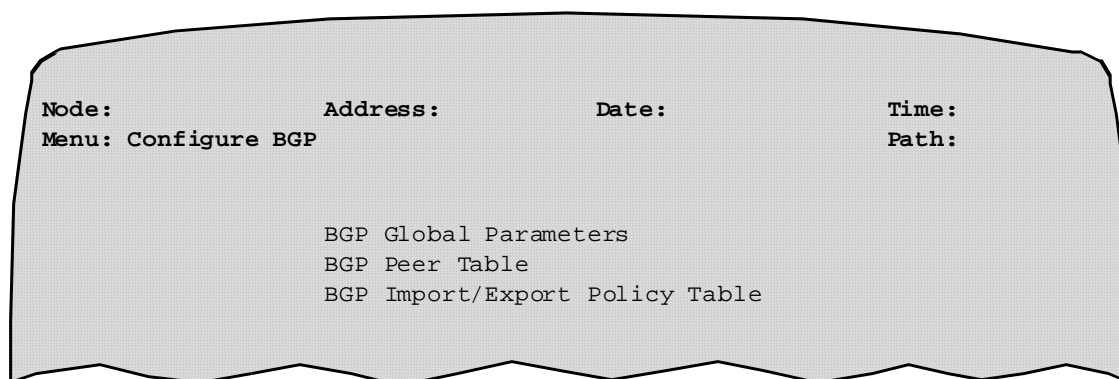 Node: Address: Date: Time:
Menu: Configure BGP Path:
BGP Global Parameters
BGP Peer Table
BGP Import/Export Policy Table